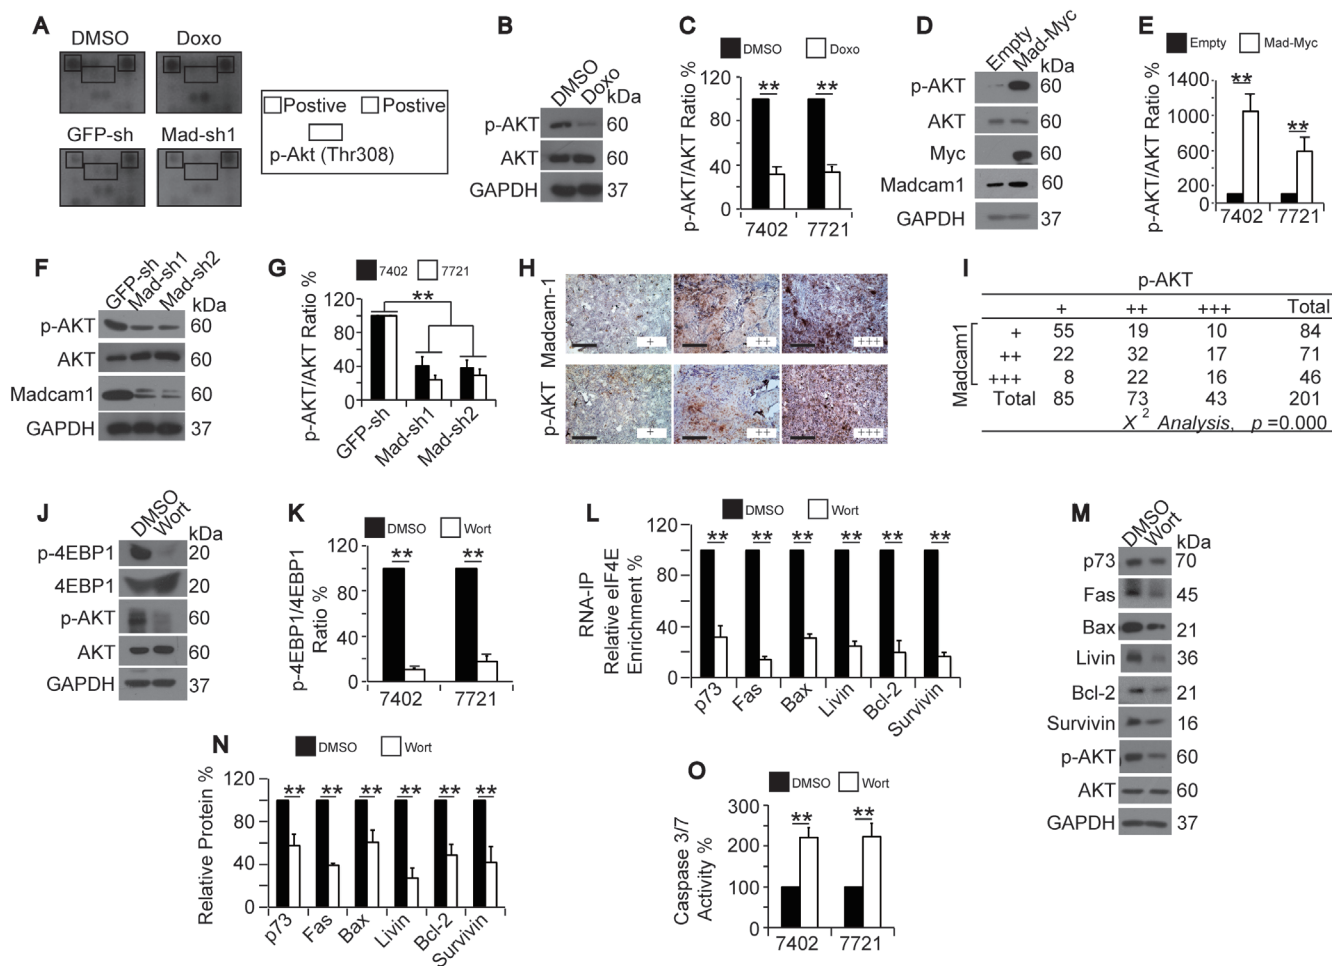 A
DMSO Doxo
GFP-sh Mad-sh1
Postive Postive
p-Akt (Thr308)
B
DMSO Doxo kDa
p-AKT 60
AKT 60
GAPDH 37
C
DMSO Doxo
p-AKT/AKT Ratio %
120
80
40
0
** **
7402 7721
D
Empty Mad-Myc kDa
p-AKT 60
AKT 60
Myc 60
Madcam1 60
GAPDH 37
E
Empty Mad-Myc
p-AKT/AKT Ratio %
1400
1000
800
600
400
200
0
** **
7402 7721
F
GFP-sh Mad-sh1 Mad-sh2 kDa
p-AKT 60
AKT 60
Madcam1 60
GAPDH 37
G
7402 7721
p-AKT/AKT Ratio %
120
80
40
0
**
GFP-sh Mad-sh1 Mad-sh2
H
Madcam-1 + ++ +++
p-AKT + ++ +++
I
p-AKT
+ ++ +++ Total
Madcam1
+ 55 19 10 84
++ 22 32 17 71
+++ 8 22 16 46
Total 85 73 43 201
X 2 Analysis, p =0.000
J
DMSO Wort kDa
p-4EBP1 20
4EBP1 20
p-AKT 60
AKT 60
GAPDH 37
K
DMSO Wort
p-4EBP1/4EBP1
Ratio %
120
80
40
0
** **
7402 7721
L
DMSO Wort
RNA-IP
Relative eIF4E
Enrichment %
120
80
40
0
** ** ** ** ** **
p73 Fas Bax Livin Bcl-2 Survivin
M
DMSO Wort kDa
p73 70
Fas 45
Bax 21
Livin 36
Bcl-2 21
Survivin 16
p-AKT 60
AKT 60
GAPDH 37
N
DMSO Wort
Relative Protein %
120
80
40
0
** ** ** ** ** **
p73 Fas Bax Livin Bcl-2 Survivin
O
DMSO Wort
Caspase 3/7
Activity %
300
200
100
0
** **
7402 7721